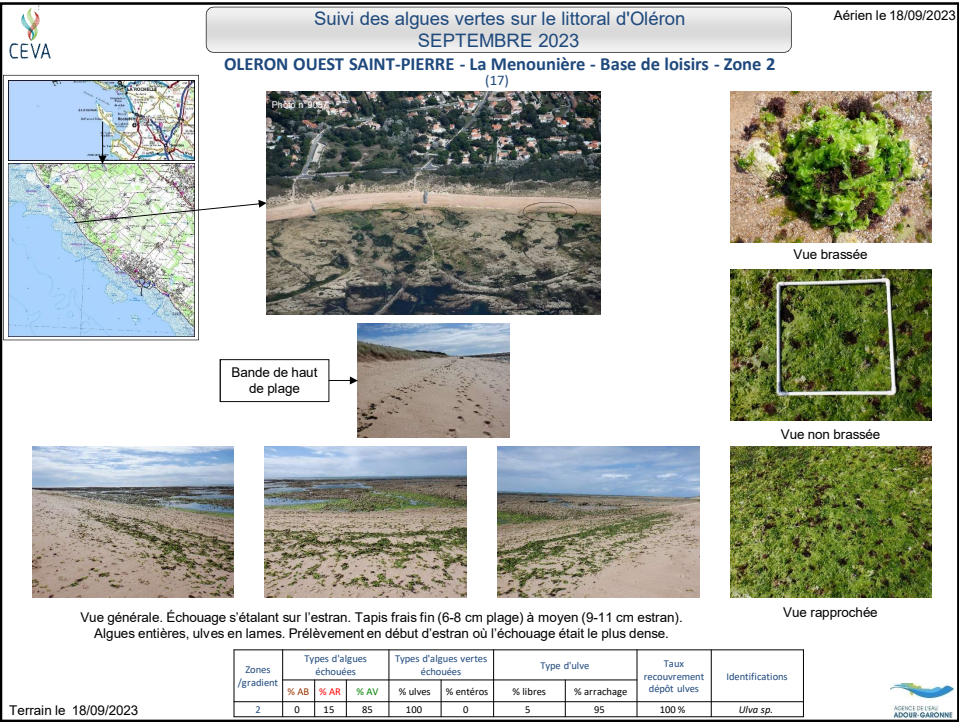 CEVA
Suivi des algues vertes sur le littoral d'Oléron
SEPTEMBRE 2023
Aérien le 18/09/2023
OLERON OUEST SAINT-PIERRE - La Menounière - Base de loisirs - Zone 2
(17)
LA ROCHELLE
Vue brassée
Bande de haut
de plage
Vue non brassée
Vue rapprochée
Vue générale. Échouage s’étalant sur l’estran. Tapis frais fin (6-8 cm plage) à moyen (9-11 cm estran).
Algues entières, ulves en lames. Prélèvement en début d’estran où l’échouage était le plus dense.
Zones /gradient Types d'algues échouées Types d'algues vertes échouées Type d'ulve Taux recouvrement dépôt ulves Identifications
% AB % AR % AV % ulves % entéros % libres % arrachage
2 0 15 85 100 0 5 95 100 % Ulva sp.
Terrain le 18/09/2023
AGENCE DE L'EAU
ADOUR-GARONNE